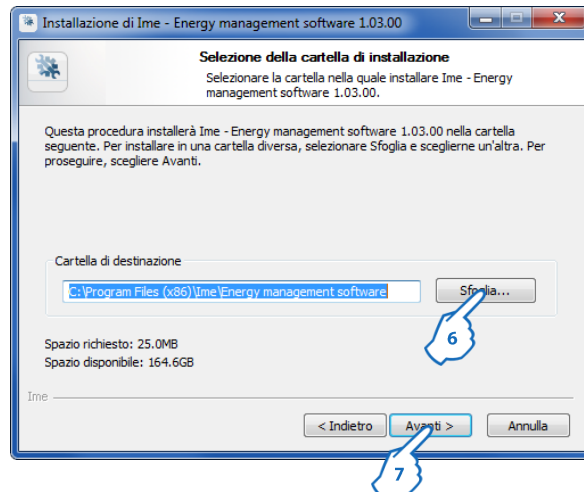 Installazione di Ime - Energy management software 1.03.00
Selezione della cartella di installazione
Selezionare la cartella nella quale installare Ime - Energy
management software 1.03.00.
Questa procedura installerà Ime - Energy management software 1.03.00 nella cartella
seguente. Per installare in una cartella diversa, selezionare Sfoglia e sceglierne un'altra. Per
proseguire, scegliere Avanti.
Cartella di destinazione
C:\Program Files (x86)\Ime\Energy management software
Sfoglia...
6
Spazio richiesto: 25.0MB
Spazio disponibile: 164.6GB
Ime
< Indietro
Avanti >
Annulla
7